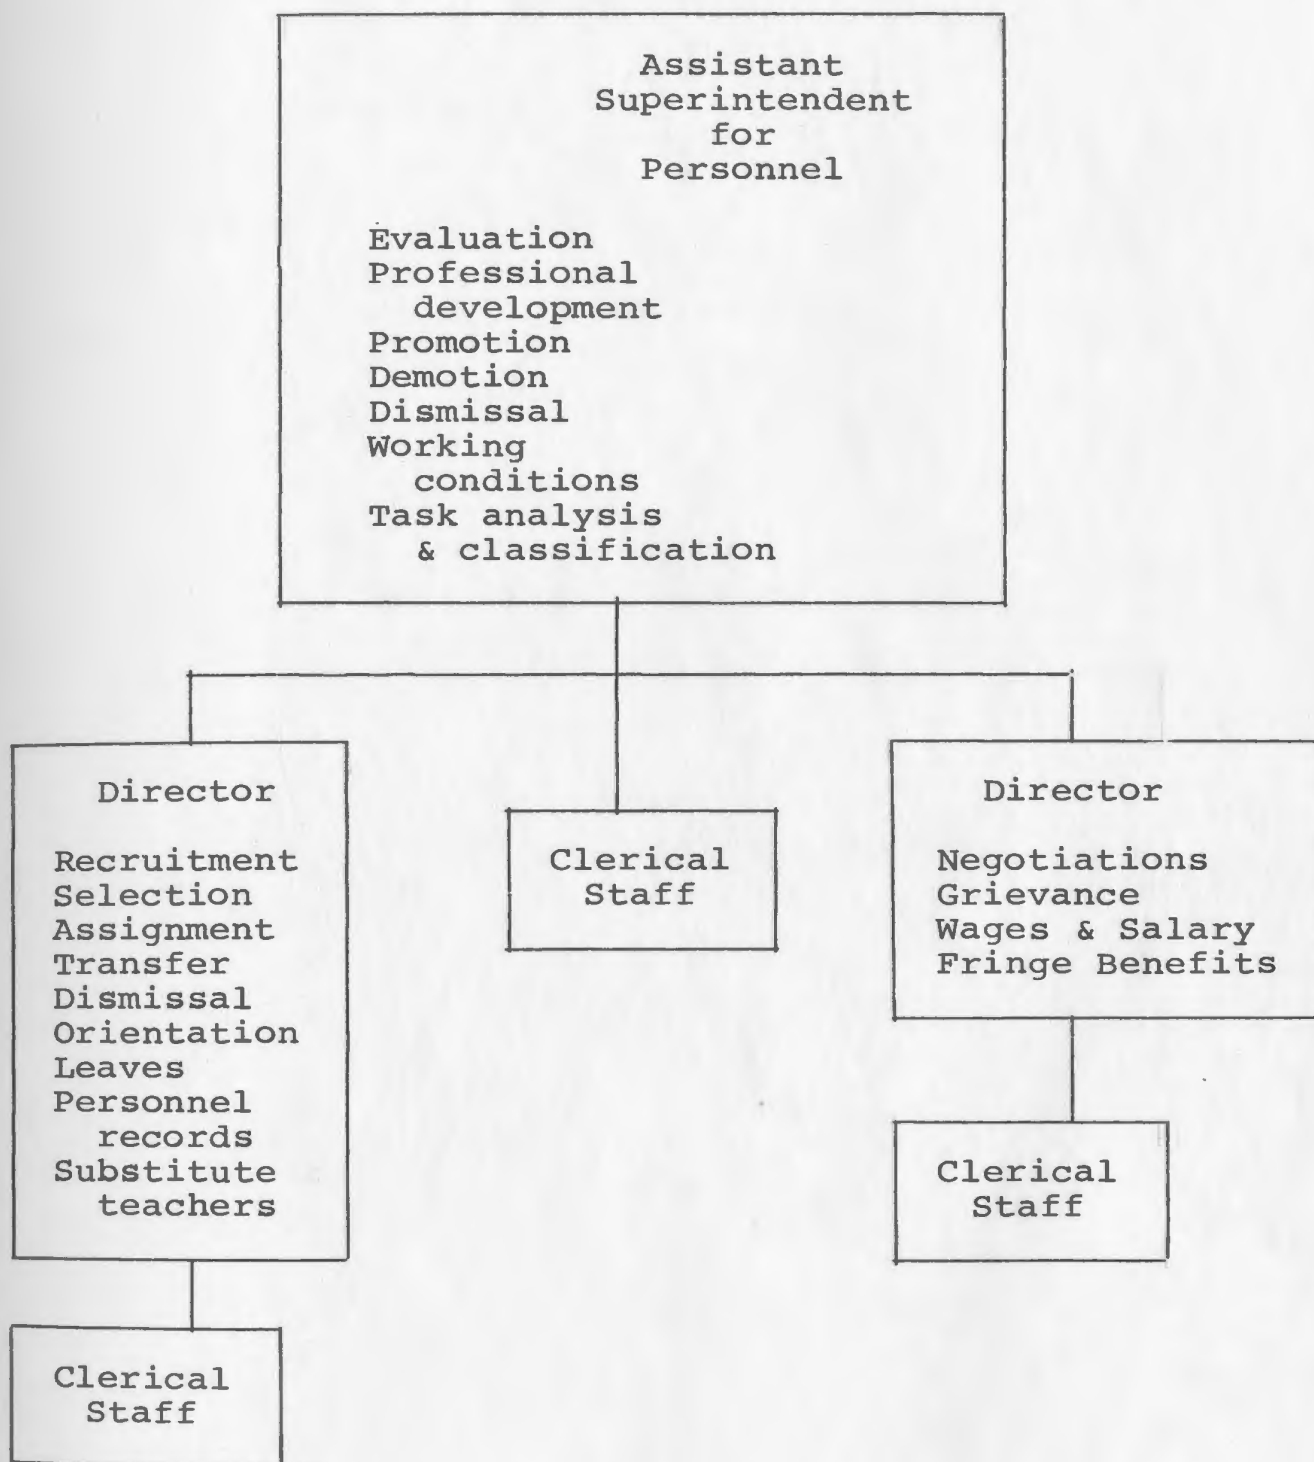 Assistant
Superintendent
for
Personnel
Evaluation
Professional
development
Promotion
Demotion
Dismissal
Working
conditions
Task analysis
& classification
Director
Recruitment
Selection
Assignment
Transfer
Dismissal
Orientation
Leaves
Personnel
records
Substitute
teachers
Clerical
Staff
Clerical
Staff
Director
Negotiations
Grievance
Wages & Salary
Fringe Benefits
Clerical
Staff